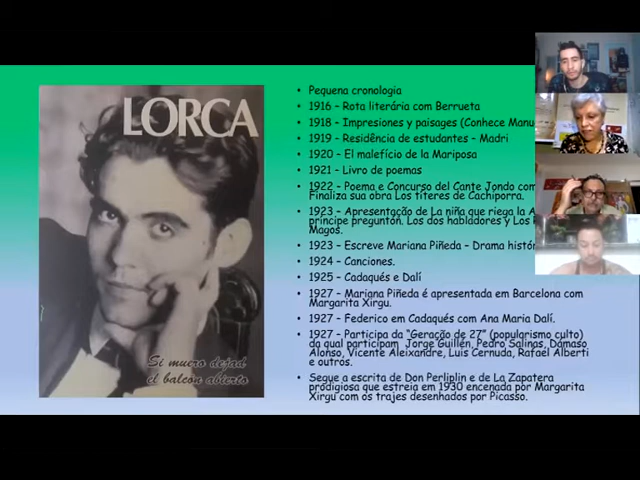 LORCA
Si muero dejad
el balcón abierto
• Pequena cronologia
• 1916 – Rota literária com Berrueta
• 1918 – Impresiones y paisages (Conhece Manu
• 1919 – Residência de estudantes – Madri
• 1920 – El malefício de la Mariposa
• 1921 – Livro de poemas
• 1922 – Poema e Concurso del Cante Jondo com
Finaliza sua obra Los títeres de Cachiporra.
• 1923 – Apresentação de La niña que riega la A
príncipe preguntón. Los dos habladores y Los
Magos.
• 1923 – Escreve Mariana Piñeda – Drama histór
• 1924 – Canciones.
• 1925 – Cadaqués e Dalí
• 1927 – Mariana Piñeda é apresentada em Barcelona com
Margarita Xirgu.
• 1927 – Federico em Cadaqués com Ana Maria Dalí.
• 1927 – Participa da “Geração de 27” (popularismo culto)
da qual participam Jorge Guillén, Pedro Salinas, Dámaso
Alonso, Vicente Aleixandre, Luis Cernuda, Rafael Alberti
e outros.
• Segue a escrita de Don Perliplin e de La Zapatera
prodigiosa que estreia em 1930 encenada por Margarita
Xirgu com os trajes desenhados por Picasso.